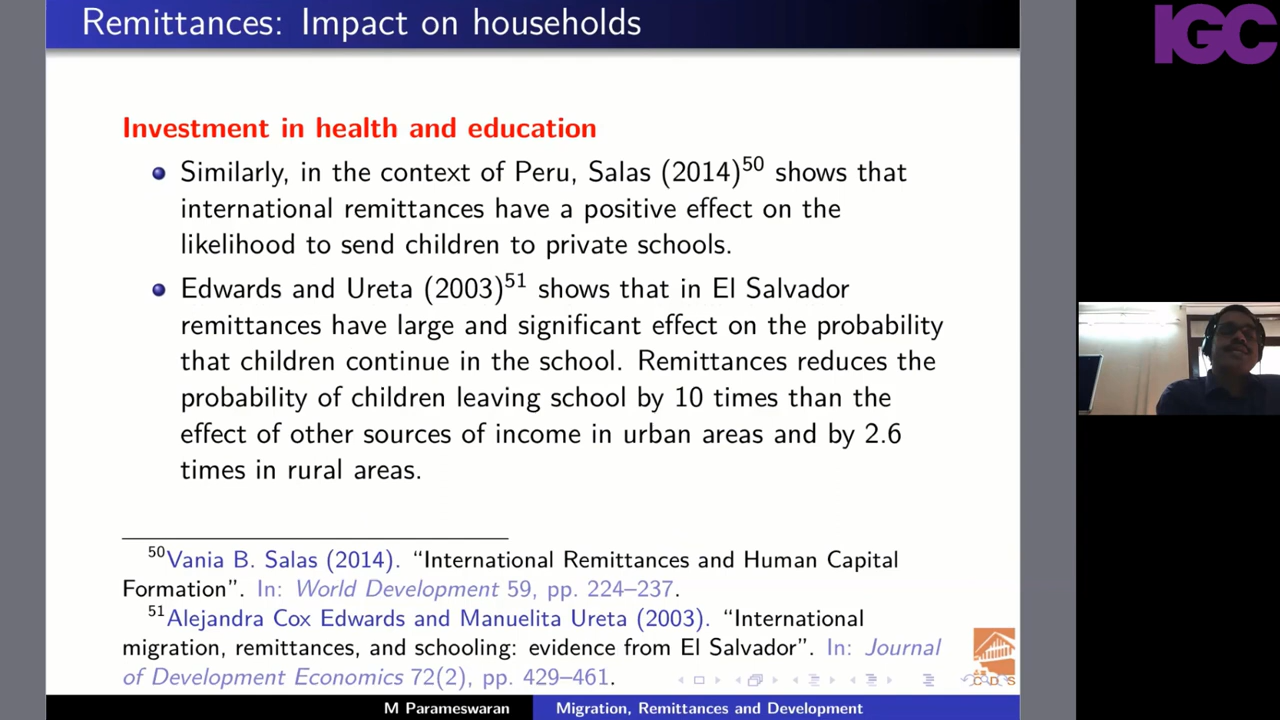 Remittances: Impact on households
IGC
Investment in health and education
Similarly, in the context of Peru, Salas (2014)50 shows that
international remittances have a positive effect on the
likelihood to send children to private schools.
Edwards and Ureta (2003)51 shows that in El Salvador
remittances have large and significant effect on the probability
that children continue in the school. Remittances reduces the
probability of children leaving school by 10 times than the
effect of other sources of income in urban areas and by 2.6
times in rural areas.
50Vania B. Salas (2014). “International Remittances and Human Capital
Formation”. In: World Development 59, pp. 224–237.
51Alejandra Cox Edwards and Manuelita Ureta (2003). “International
migration, remittances, and schooling: evidence from El Salvador”. In: Journal
of Development Economics 72(2), pp. 429–461.
M Parameswaran
Migration, Remittances and Development